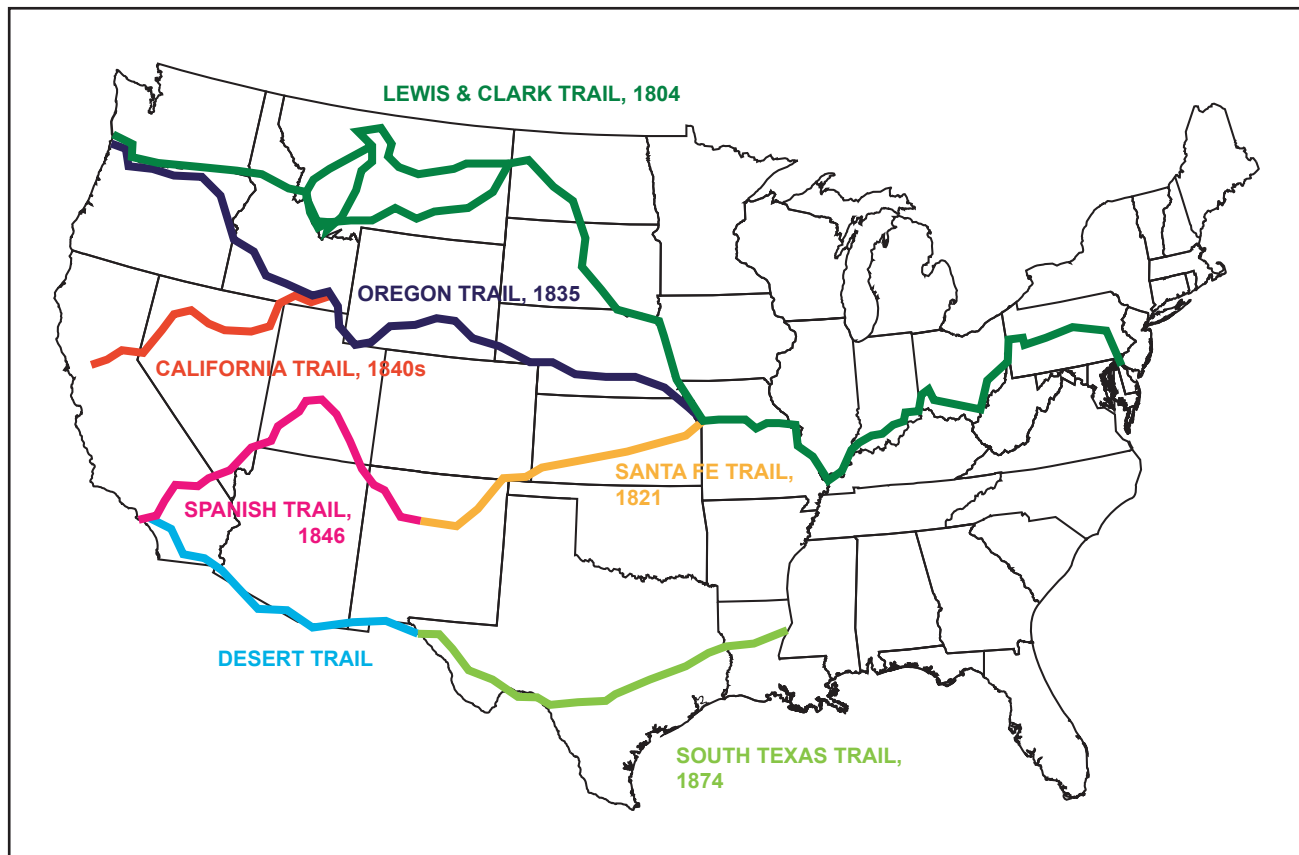 LEWIS & CLARK TRAIL, 1804
OREGON TRAIL, 1835
CALIFORNIA TRAIL, 1840s
SANTA FE TRAIL,
1821
SPANISH TRAIL,
1846
DESERT TRAIL
SOUTH TEXAS TRAIL,
1874